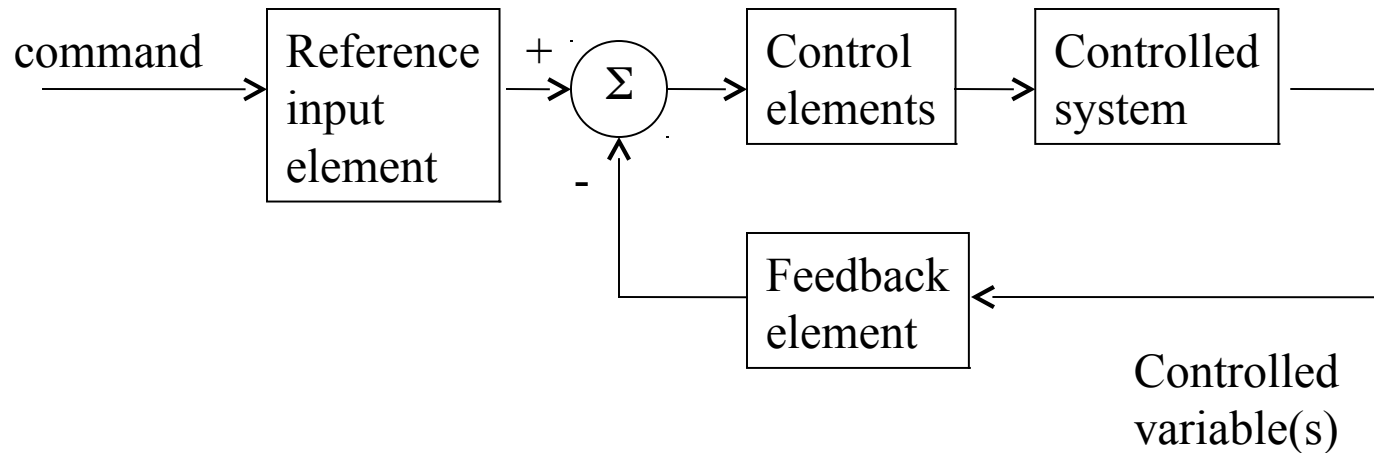 command
Reference
input
element
+
Σ
Control
elements
Controlled
system
-
Feedback
element
Controlled
variable(s)